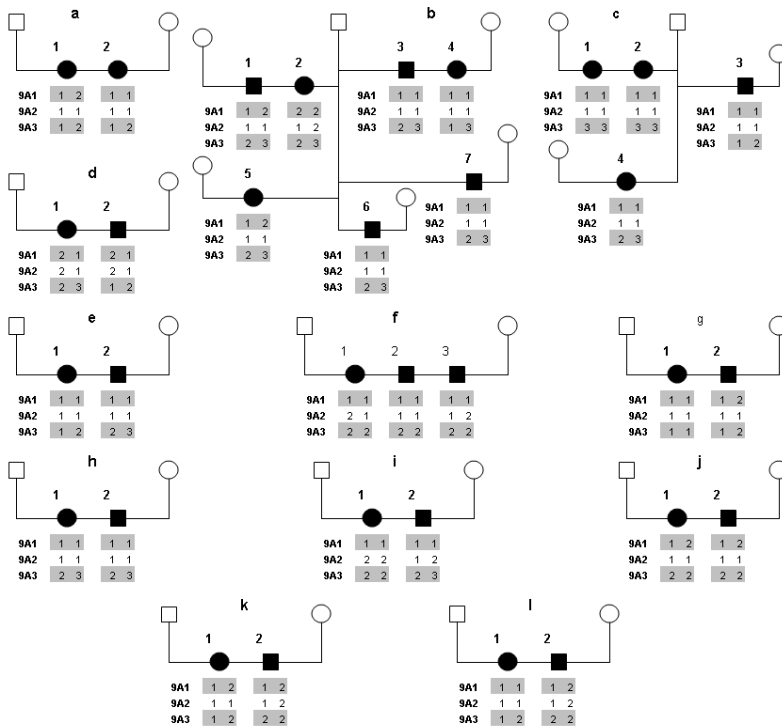 a
1 2
9A1 1 2 1 1
9A2 1 1 1 1
9A3 1 2 1 2
b
1 2
9A1 1 2 2 2
9A2 1 1 1 2
9A3 2 3 2 3
3 4
9A1 1 1 1 1
9A2 1 1 1 1
9A3 2 3 1 3
5
9A1 1 2
9A2 1 1
9A3 2 3
6
9A1 1 1
9A2 1 1
9A3 2 3
7
9A1 1 1
9A2 1 1
9A3 2 3
c
1 2
9A1 1 1 1 1
9A2 1 1 1 1
9A3 3 3 3 3
3
9A1 1 1
9A2 1 1
9A3 1 2
4
9A1 1 1
9A2 1 1
9A3 2 3
d
1 2
9A1 2 1 2 1
9A2 2 1 2 1
9A3 2 3 1 2
e
1 2
9A1 1 1 1 1
9A2 1 1 1 1
9A3 1 2 2 3
f
1 2 3
9A1 1 1 1 1 1 1
9A2 2 1 1 1 1 2
9A3 2 2 2 2 2 2
g
1 2
9A1 1 1 1 2
9A2 1 1 1 1
9A3 1 1 1 2
h
1 2
9A1 1 1 1 1
9A2 1 1 1 1
9A3 2 3 2 3
i
1 2
9A1 1 1 1 1
9A2 2 2 1 2
9A3 2 2 1 3
j
1 2
9A1 1 2 1 2
9A2 1 1 1 1
9A3 2 2 2 2
k
1 2
9A1 1 2 1 2
9A2 1 1 1 2
9A3 1 2 2 2
l
1 2
9A1 1 1 1 2
9A2 1 1 1 2
9A3 1 2 2 2